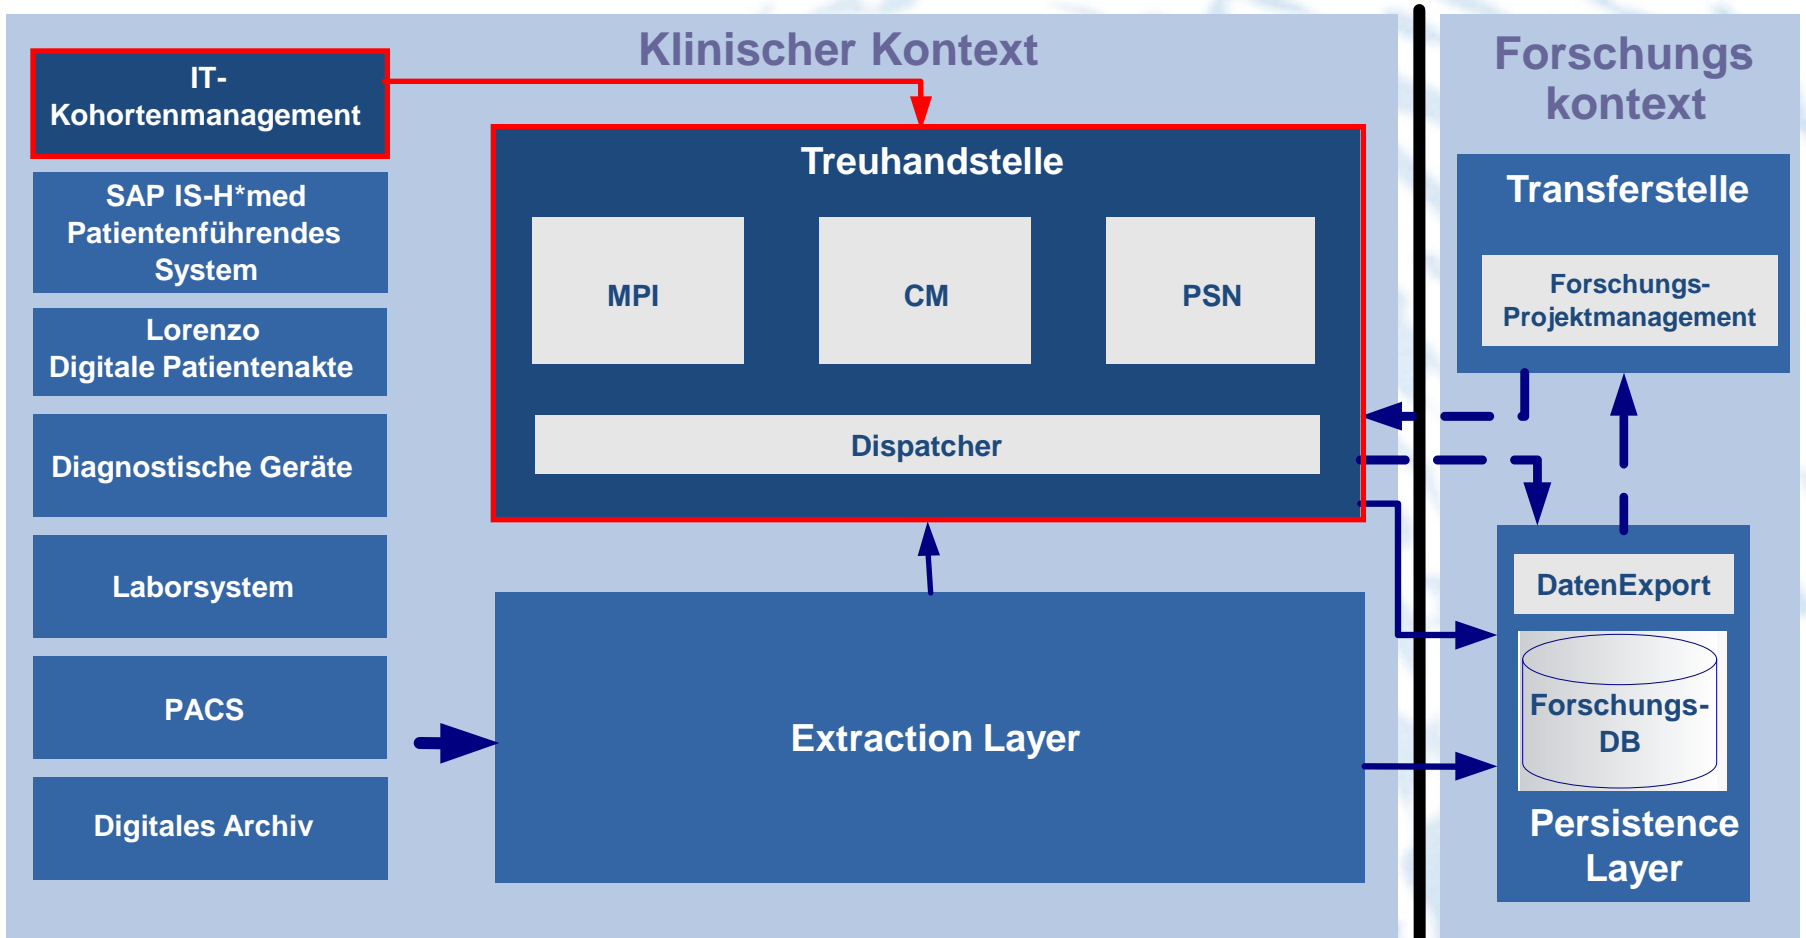 Klinischer Kontext
Forschungs
kontext
IT-
Kohortenmanagement
SAP IS-H*med
Patientenführendes
System
Lorenzo
Digitale Patientenakte
Diagnostische Geräte
Laborsystem
PACS
Digitales Archiv
Treuhandstelle
MPI
CM
PSN
Dispatcher
Extraction Layer
Transferstelle
Forschungs-
Projektmanagement
DatenExport
Forschungs-
DB
Persistence
Layer